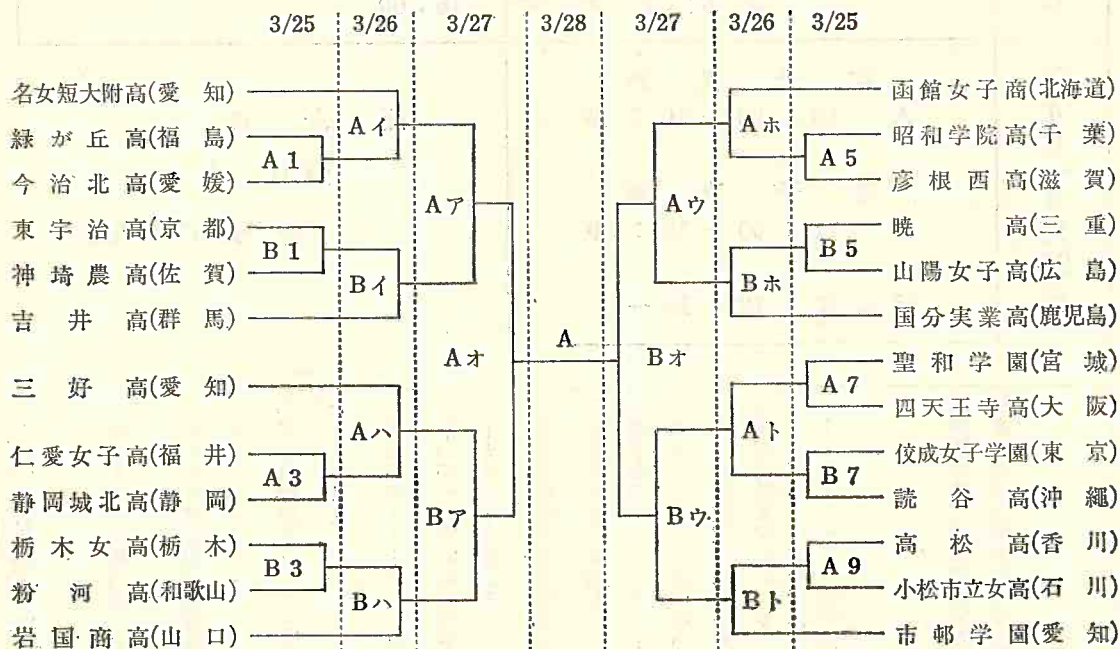 3/25 3/26 3/27 3/28 3/27 3/26 3/25
名女短大附高(愛知) 函館女子商(北海道)
Aイ Aホ
緑が丘高(福島) 昭和学院高(千葉)
A1 A5
今治北高(愛媛) 彦根西高(滋賀)
Aア Aウ
東宇治高(京都) 暁高(三重)
B1 B5
神埼農高(佐賀) 山陽女子高(広島)
Bイ Bホ
吉井高(群馬) 国分実業高(鹿児島)
Aオ A Bオ
聖和学園(宮城)
三好高(愛知) A7
四天王寺高(大阪)
Aハ Aト
仁愛女子高(福井) 佼成女子学園(東京)
A3 B7
静岡城北高(静岡) 読谷高(沖縄)
Bア Bウ
栃木女高(栃木) 高松高(香川)
B3 A9
粉河高(和歌山) 小松市立女高(石川)
Bハ Bト
岩国商高(山口) 市邨学園(愛知)